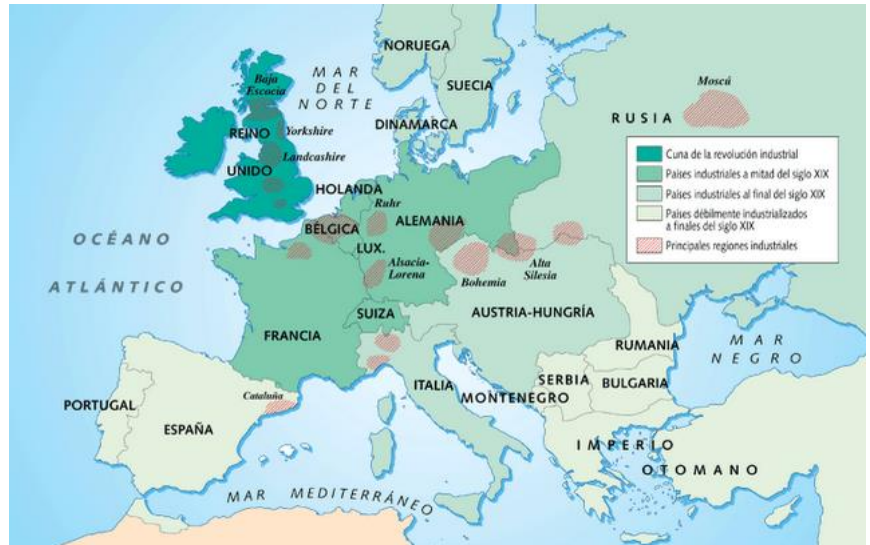 NORUEGA
SUECIA
MAR
DEL
NORTE
Baja
Escocia
REINO
UNIDO
Yorkshire
Landcashire
DINAMARCA
Moscú
RUSIA
Cuna de la revolución industrial
Paises industriales a mitad del siglo XIX
Paises industriales al final del siglo XIX
Paises débilmente industrializados
a finales del siglo XIX
Principales regiones industriales
HOLANDA
Ruhr
ALEMANIA
BÉLGICA
LUX.
Alsacia-
Lorena
Bohemia
Alta
Silesia
OCÉANO
ATLÁNTICO
SUIZA
AUSTRIA-HUNGRÍA
FRANCIA
RUMANIA
MAR
NEGRO
SERBIA
BULGARIA
ITALIA
MONTENEGRO
Cataluña
PORTUGAL
ESPAÑA
IMPERIO
OTOMANO
MAR MEDITERRÁNEO